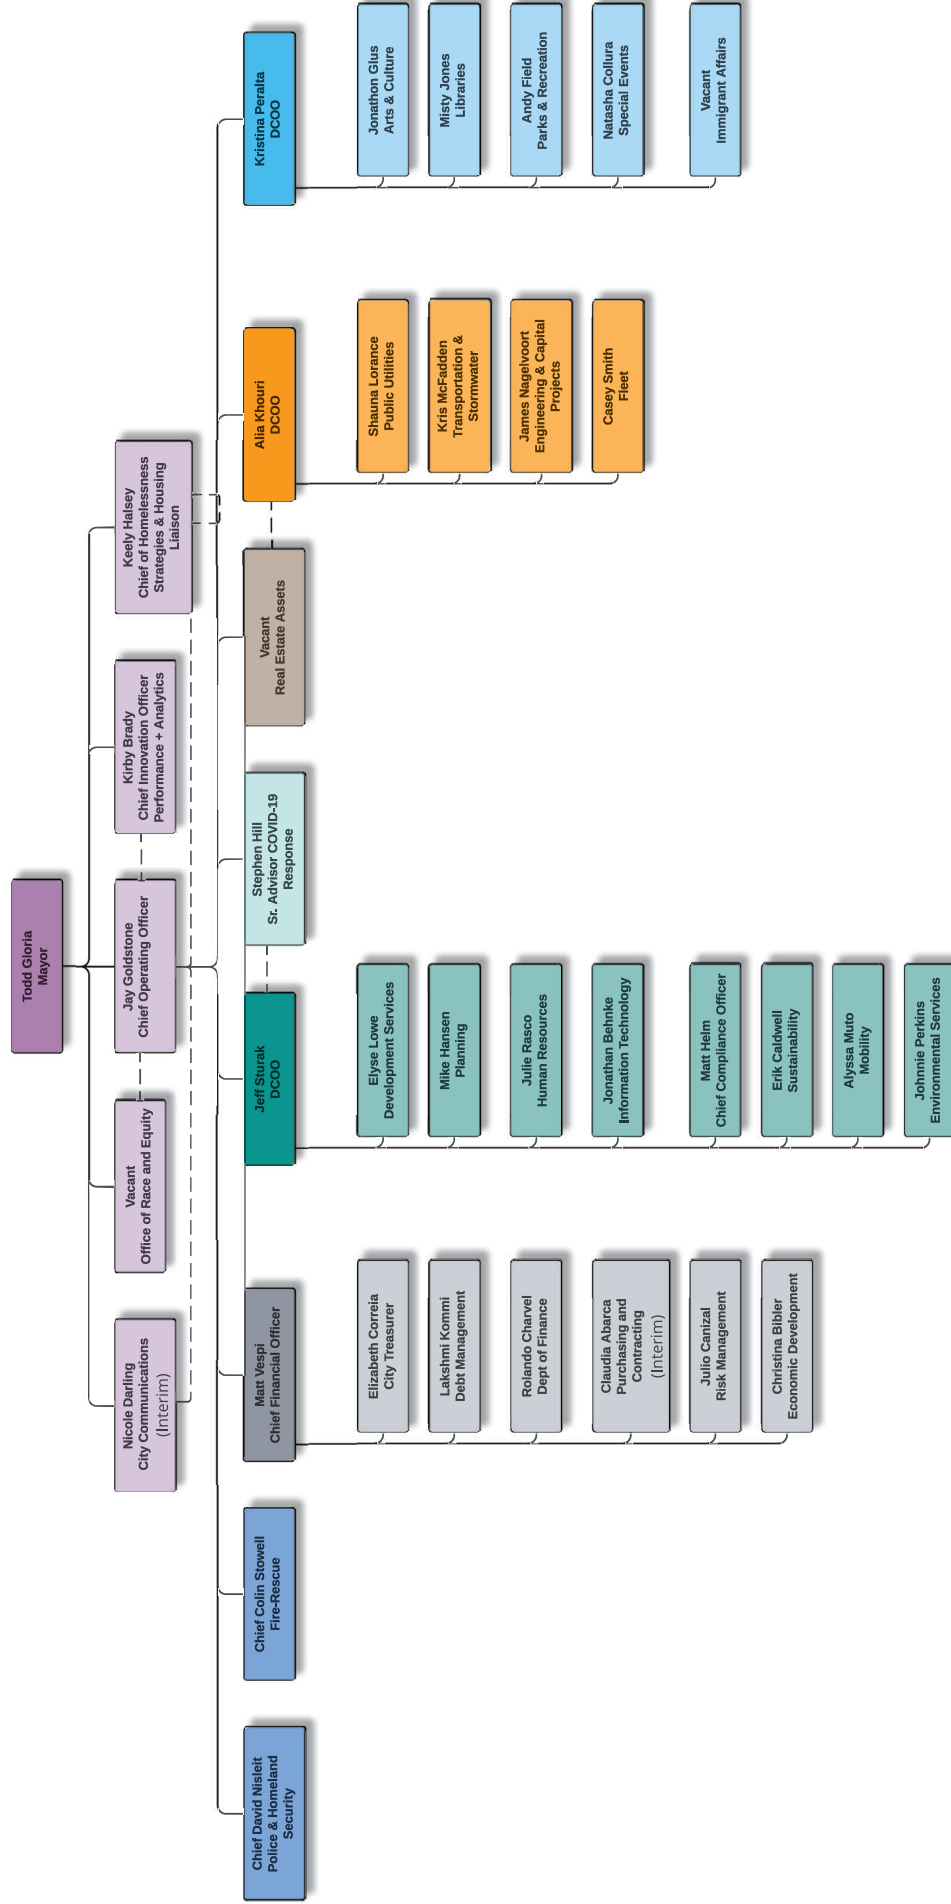 Todd Gloria
Mayor
Nicole Darling
City Communications
(Interim)
Vacant
Office of Race and Equity
Jay Goldstone
Chief Operating Officer
Kirby Brady
Chief Innovation Officer
Performance + Analytics
Keely Halsey
Chief of Homelessness
Strategies & Housing
Liaison
Chief David Nisleit
Police & Homeland
Security
Chief Colin Stowell
Fire-Rescue
Matt Vespi
Chief Financial Officer
Jeff Sturak
DCOO
Stephen Hill
Sr. Advisor COVID-19
Response
Vacant
Real Estate Assets
Alia Khouri
DCOO
Kristina Peralta
DCOO
Elizabeth Correia
City Treasurer
Lakshmi Kommi
Debt Management
Rolando Charvel
Dept of Finance
Claudia Abarca
Purchasing and
Contracting
(Interim)
Julio Canizal
Risk Management
Christina Bibler
Economic Development
Elyse Lowe
Development Services
Mike Hansen
Planning
Julie Rasco
Human Resources
Jonathan Behnke
Information Technology
Matt Helm
Chief Compliance Officer
Erik Caldwell
Sustainability
Alyssa Muto
Mobility
Johnnie Perkins
Environmental Services
Shauna Lorance
Public Utilities
Kris McFadden
Transportation &
Stormwater
James Nagelvoort
Engineering & Capital
Projects
Casey Smith
Fleet
Jonathon Glus
Arts & Culture
Misty Jones
Libraries
Andy Field
Parks & Recreation
Natasha Collura
Special Events
Vacant
Immigrant Affairs